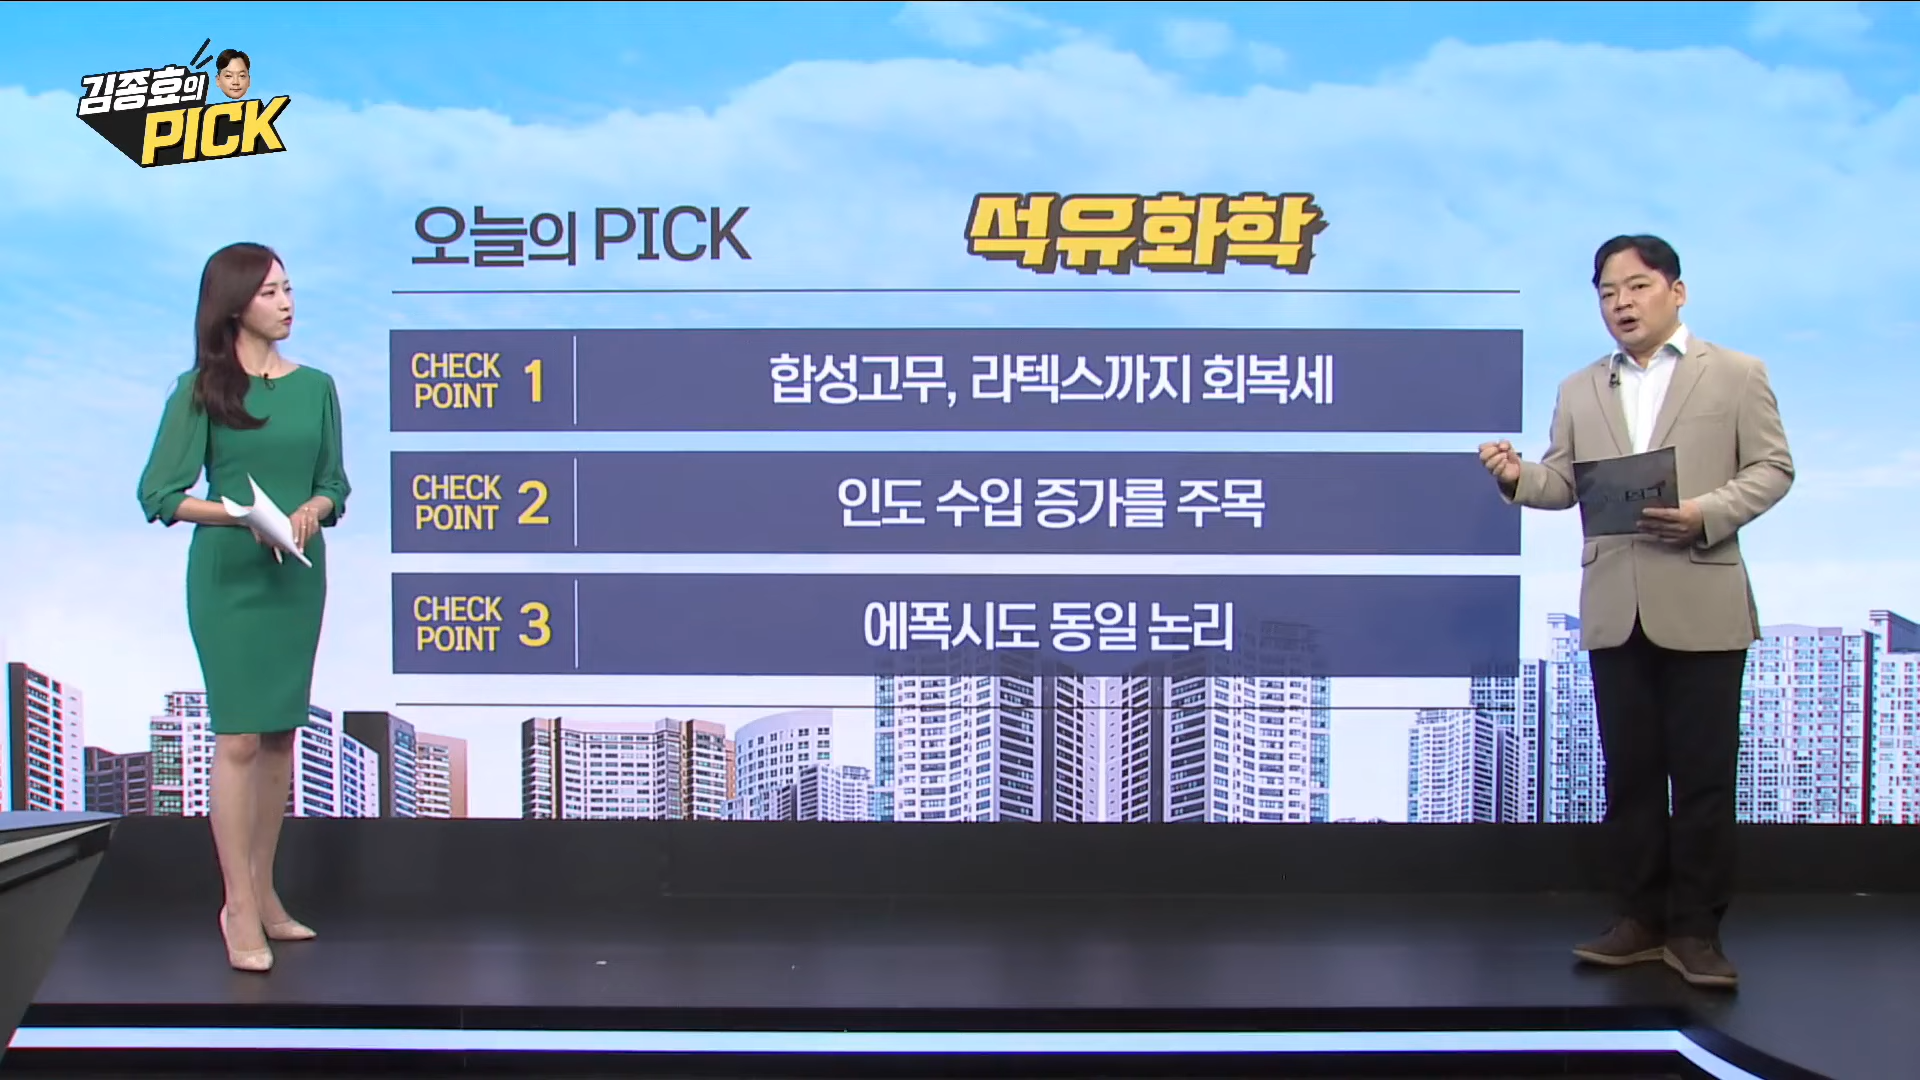 김종효의
PICK
오늘의 PICK 석유화학
CHECK POINT 1 합성고무, 라텍스까지 회복세
CHECK POINT 2 인도 수입 증가를 주목
CHECK POINT 3 에폭시도 동일 논리